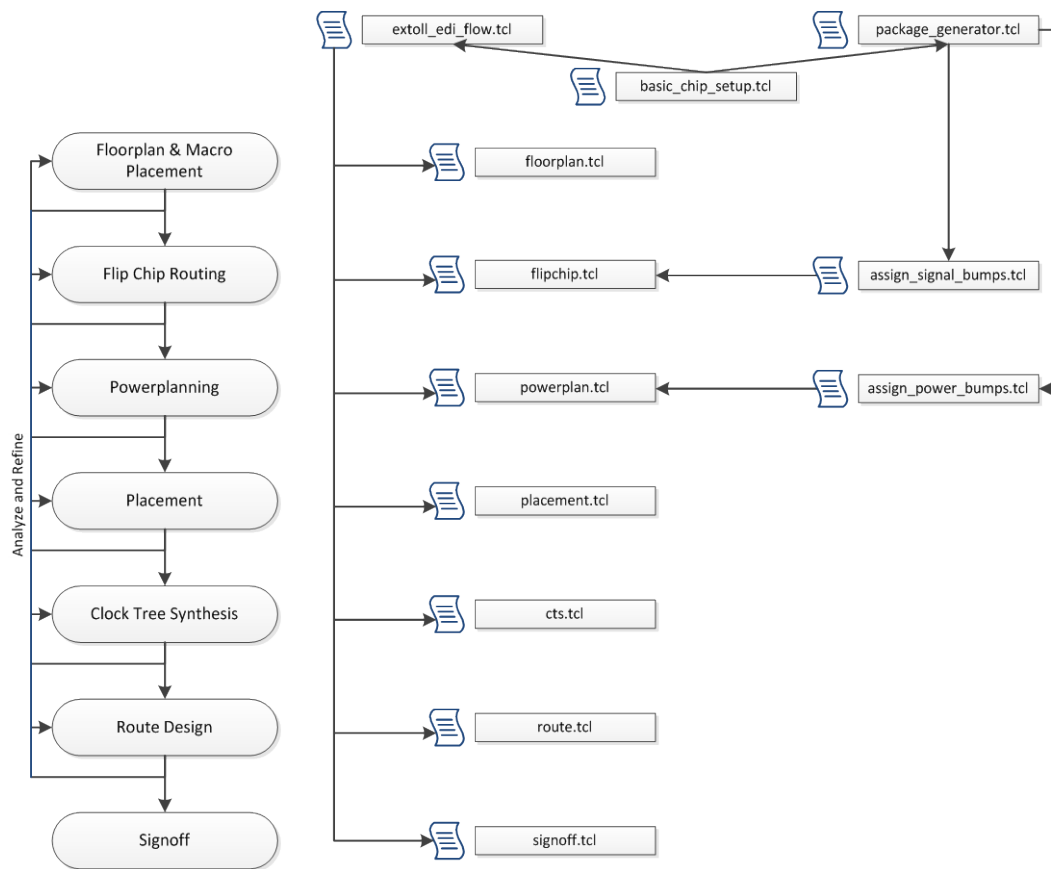 extoll_edi_flow.tcl
package_generator.tcl
basic_chip_setup.tcl
Floorplan & Macro
Placement
floorplan.tcl
Flip Chip Routing
flipchip.tcl
assign_signal_bumps.tcl
Powerplanning
powerplan.tcl
assign_power_bumps.tcl
Analyze and Refine
Placement
placement.tcl
Clock Tree Synthesis
cts.tcl
Route Design
route.tcl
Signoff
signoff.tcl